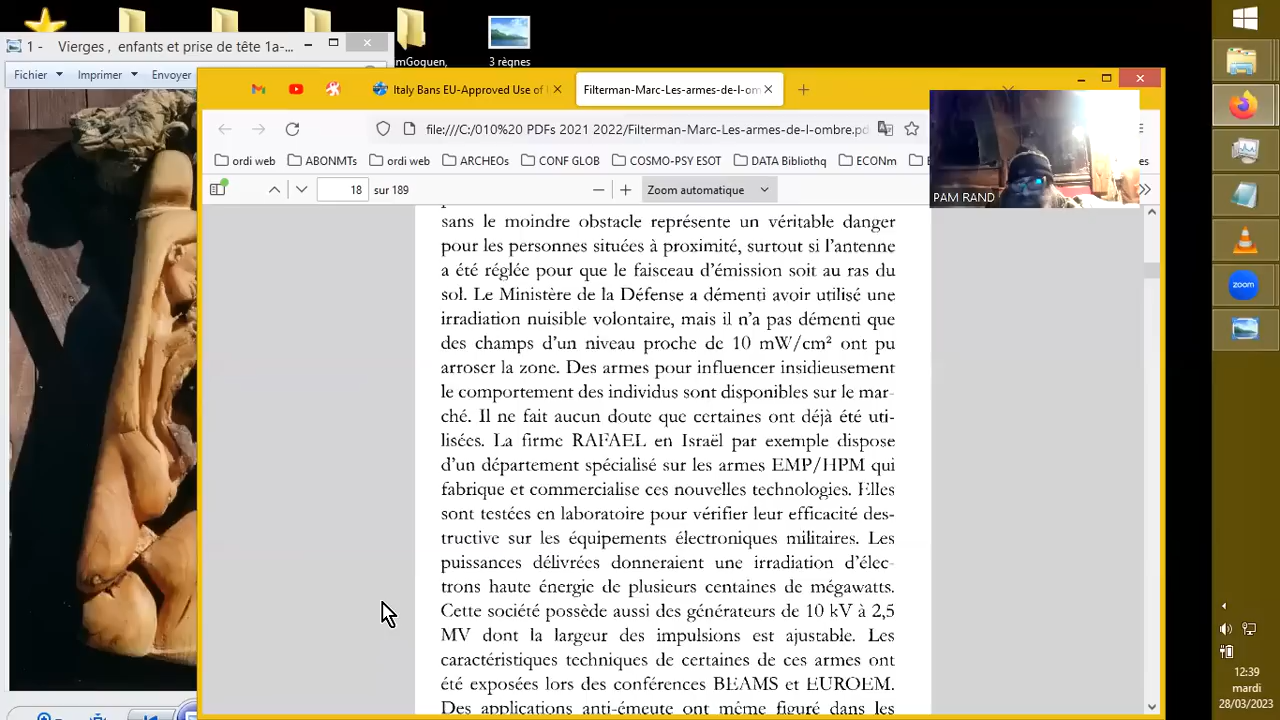 mGoguen,
3 règnes
1 - Vierges , enfants et prise de tête 1a-...
Fichier
Imprimer
Envoyer
Italy Bans EU-Approved Use of
Filterman-Marc-Les-armes-de-l-om
file:///C:/010%20 PDFs 2021 2022/Filterman-Marc-Les-armes-de-l-ombre.pd
ordi web
ABONMTs
ordi web
ARCHEOs
CONF GLOB
COSMO-PSY ESOT
DATA Bibliothq
ECONm
es
18
sur 189
Zoom automatique
PAM RAND
sans le moindre obstacle représente un véritable danger
pour les personnes situées à proximité, surtout si l’antenne
a été réglée pour que le faisceau d’émission soit au ras du
sol. Le Ministère de la Défense a démenti avoir utilisé une
irradiation nuisible volontaire, mais il n’a pas démenti que
des champs d’un niveau proche de 10 mW/cm² ont pu
arroser la zone. Des armes pour influencer insidieusement
le comportement des individus sont disponibles sur le mar-
ché. Il ne fait aucun doute que certaines ont déjà été uti-
lisées. La firme RAFAEL en Israël par exemple dispose
d’un département spécialisé sur les armes EMP/HPM qui
fabrique et commercialise ces nouvelles technologies. Elles
sont testées en laboratoire pour vérifier leur efficacité des-
tructive sur les équipements électroniques militaires. Les
puissances délivrées donneraient une irradiation d’élec-
trons haute énergie de plusieurs centaines de mégawatts.
Cette société possède aussi des générateurs de 10 kV à 2,5
MV dont la largeur des impulsions est ajustable. Les
caractéristiques techniques de certaines de ces armes ont
été exposées lors des conférences BEAMS et EUROEM.
Des applications anti-émeute ont même figuré dans les
zoom
12:39
mardi
28/03/2023